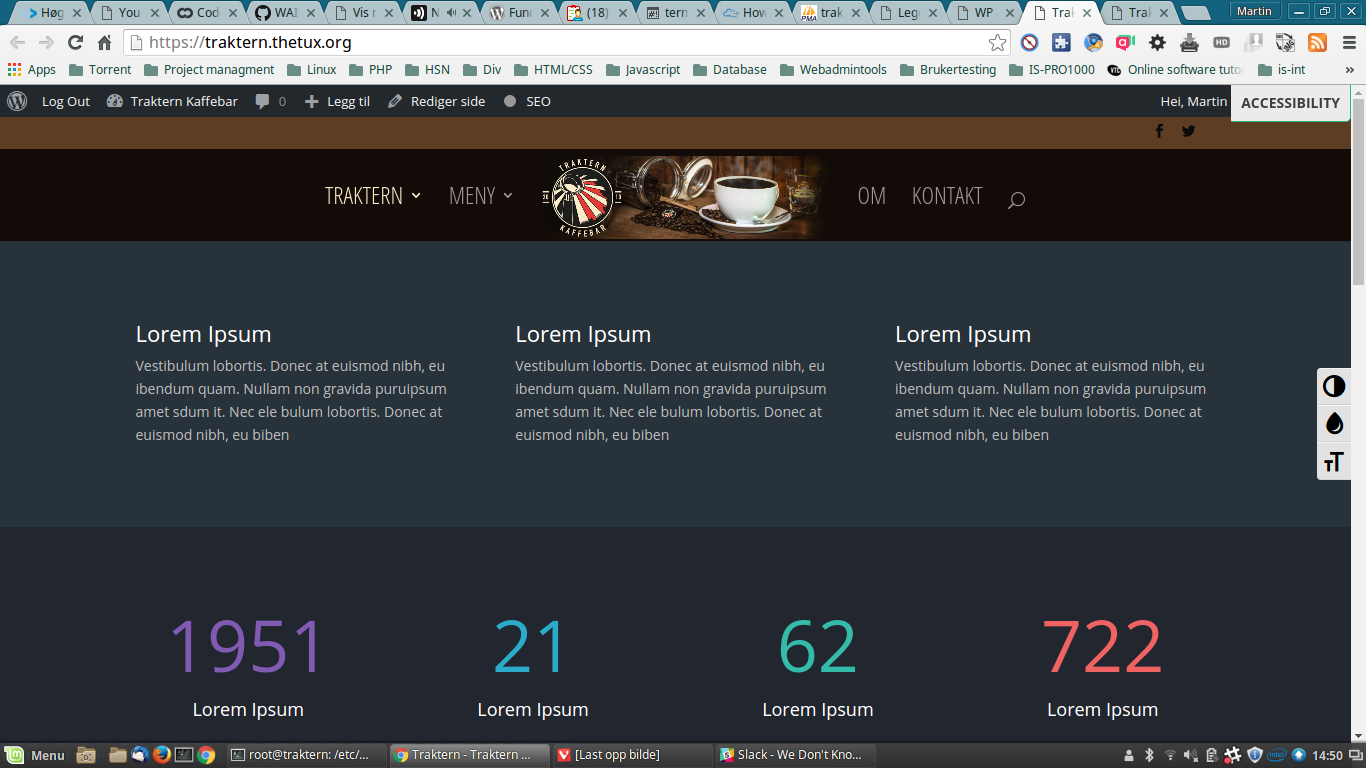 Høg
You
Cod
WAI
Vis
N
Fun
(18)
tern
How
trak
Leg
WP
Tra
Tra
Martin
https://traktern.thetux.org
Apps Torrent Project managment Linux PHP HSN Div HTML/CSS Javascript Database Webadmintools Brukertesting IS-PRO1000 Online software tuto is-int »
Log Out Traktern Kaffebar 0 Legg til Rediger side SEO Hei, Martin
ACCESSIBILITY
TRAKTERN MENY
TRAKTERN
KAFFEBAR
OM KONTAKT
Lorem Ipsum
Vestibulum lobortis. Donec at euismod nibh, eu
ibendum quam. Nullam non gravida puruipsum
amet sdum it. Nec ele bulum lobortis. Donec at
euismod nibh, eu biben
Lorem Ipsum
Vestibulum lobortis. Donec at euismod nibh, eu
ibendum quam. Nullam non gravida puruipsum
amet sdum it. Nec ele bulum lobortis. Donec at
euismod nibh, eu biben
Lorem Ipsum
Vestibulum lobortis. Donec at euismod nibh, eu
ibendum quam. Nullam non gravida puruipsum
amet sdum it. Nec ele bulum lobortis. Donec at
euismod nibh, eu biben
1951
Lorem Ipsum
21
Lorem Ipsum
62
Lorem Ipsum
722
Lorem Ipsum
Menu root@traktern: /etc/... Traktern - Traktern ... [Last opp bilde] Slack - We Don't Kno... 14:50